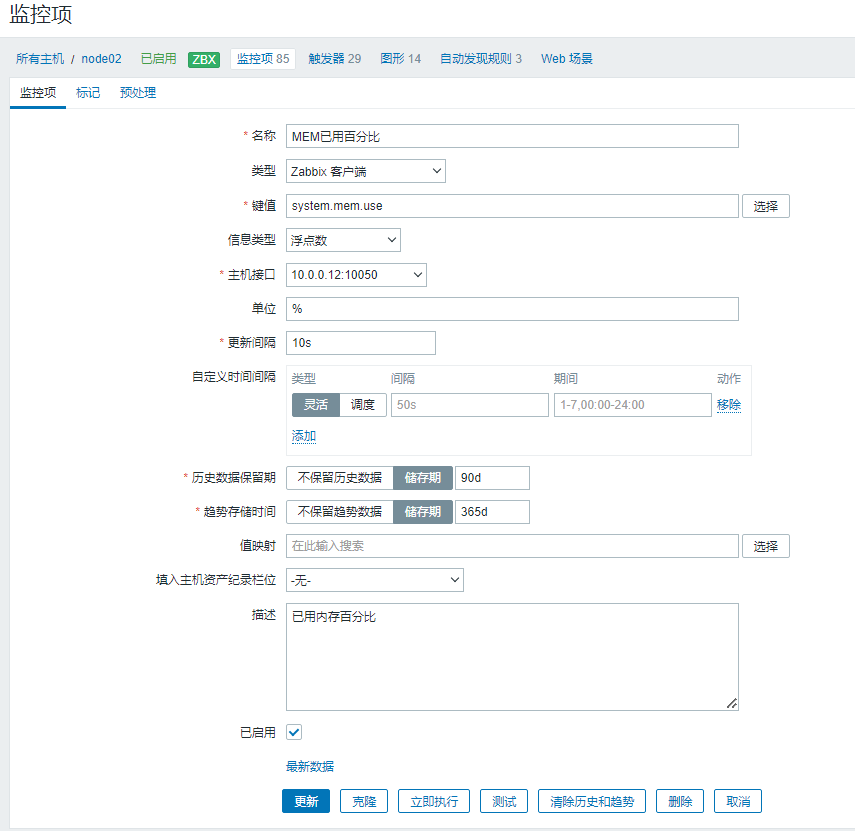 监控项
所有主机 / node02 已启用 ZBX 监控项 85 触发器 29 图形 14 自动发现规则 3 Web 场景
监控项 标记 预处理
* 名称 MEM已用百分比
类型 Zabbix 客户端
* 键值 system.mem.use 选择
信息类型 浮点数
* 主机接口 10.0.0.12:10050
单位 %
* 更新间隔 10s
自定义时间间隔 类型 间隔 期间 动作
灵活 调度 50s 1-7,00:00-24:00 移除
添加
* 历史数据保留期 不保留历史数据 储存期 90d
* 趋势存储时间 不保留趋势数据 储存期 365d
值映射 在此输入搜索 选择
填入主机资产纪录栏位 -无-
描述 已用内存百分比
已启用
最新数据
更新 克隆 立即执行 测试 清除历史和趋势 删除 取消